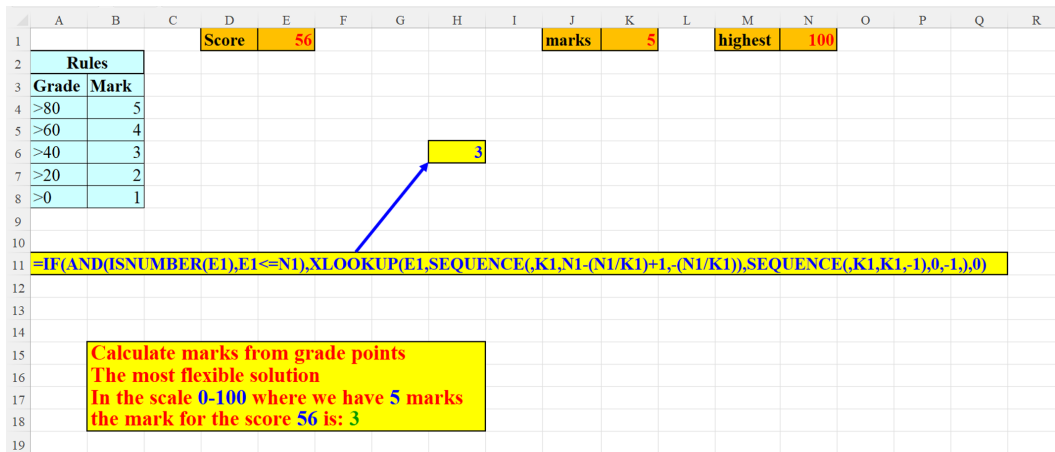 A B C D E F G H I J K L M N O P Q R
1 Score 56 marks 5 highest 100
2 Rules
3 Grade Mark
4 >80 5
5 >60 4
6 >40 3 3
7 >20 2
8 >0 1
9
10
11 =IF(AND(ISNUMBER(E1),E1<=N1),XLOOKUP(E1,SEQUENCE(,K1,N1-(N1/K1)+1,-(N1/K1)),SEQUENCE(,K1,K1,-1),0,-1,),0)
12
13
14
15 Calculate marks from grade points
16 The most flexible solution
17 In the scale 0-100 where we have 5 marks
18 the mark for the score 56 is: 3
19